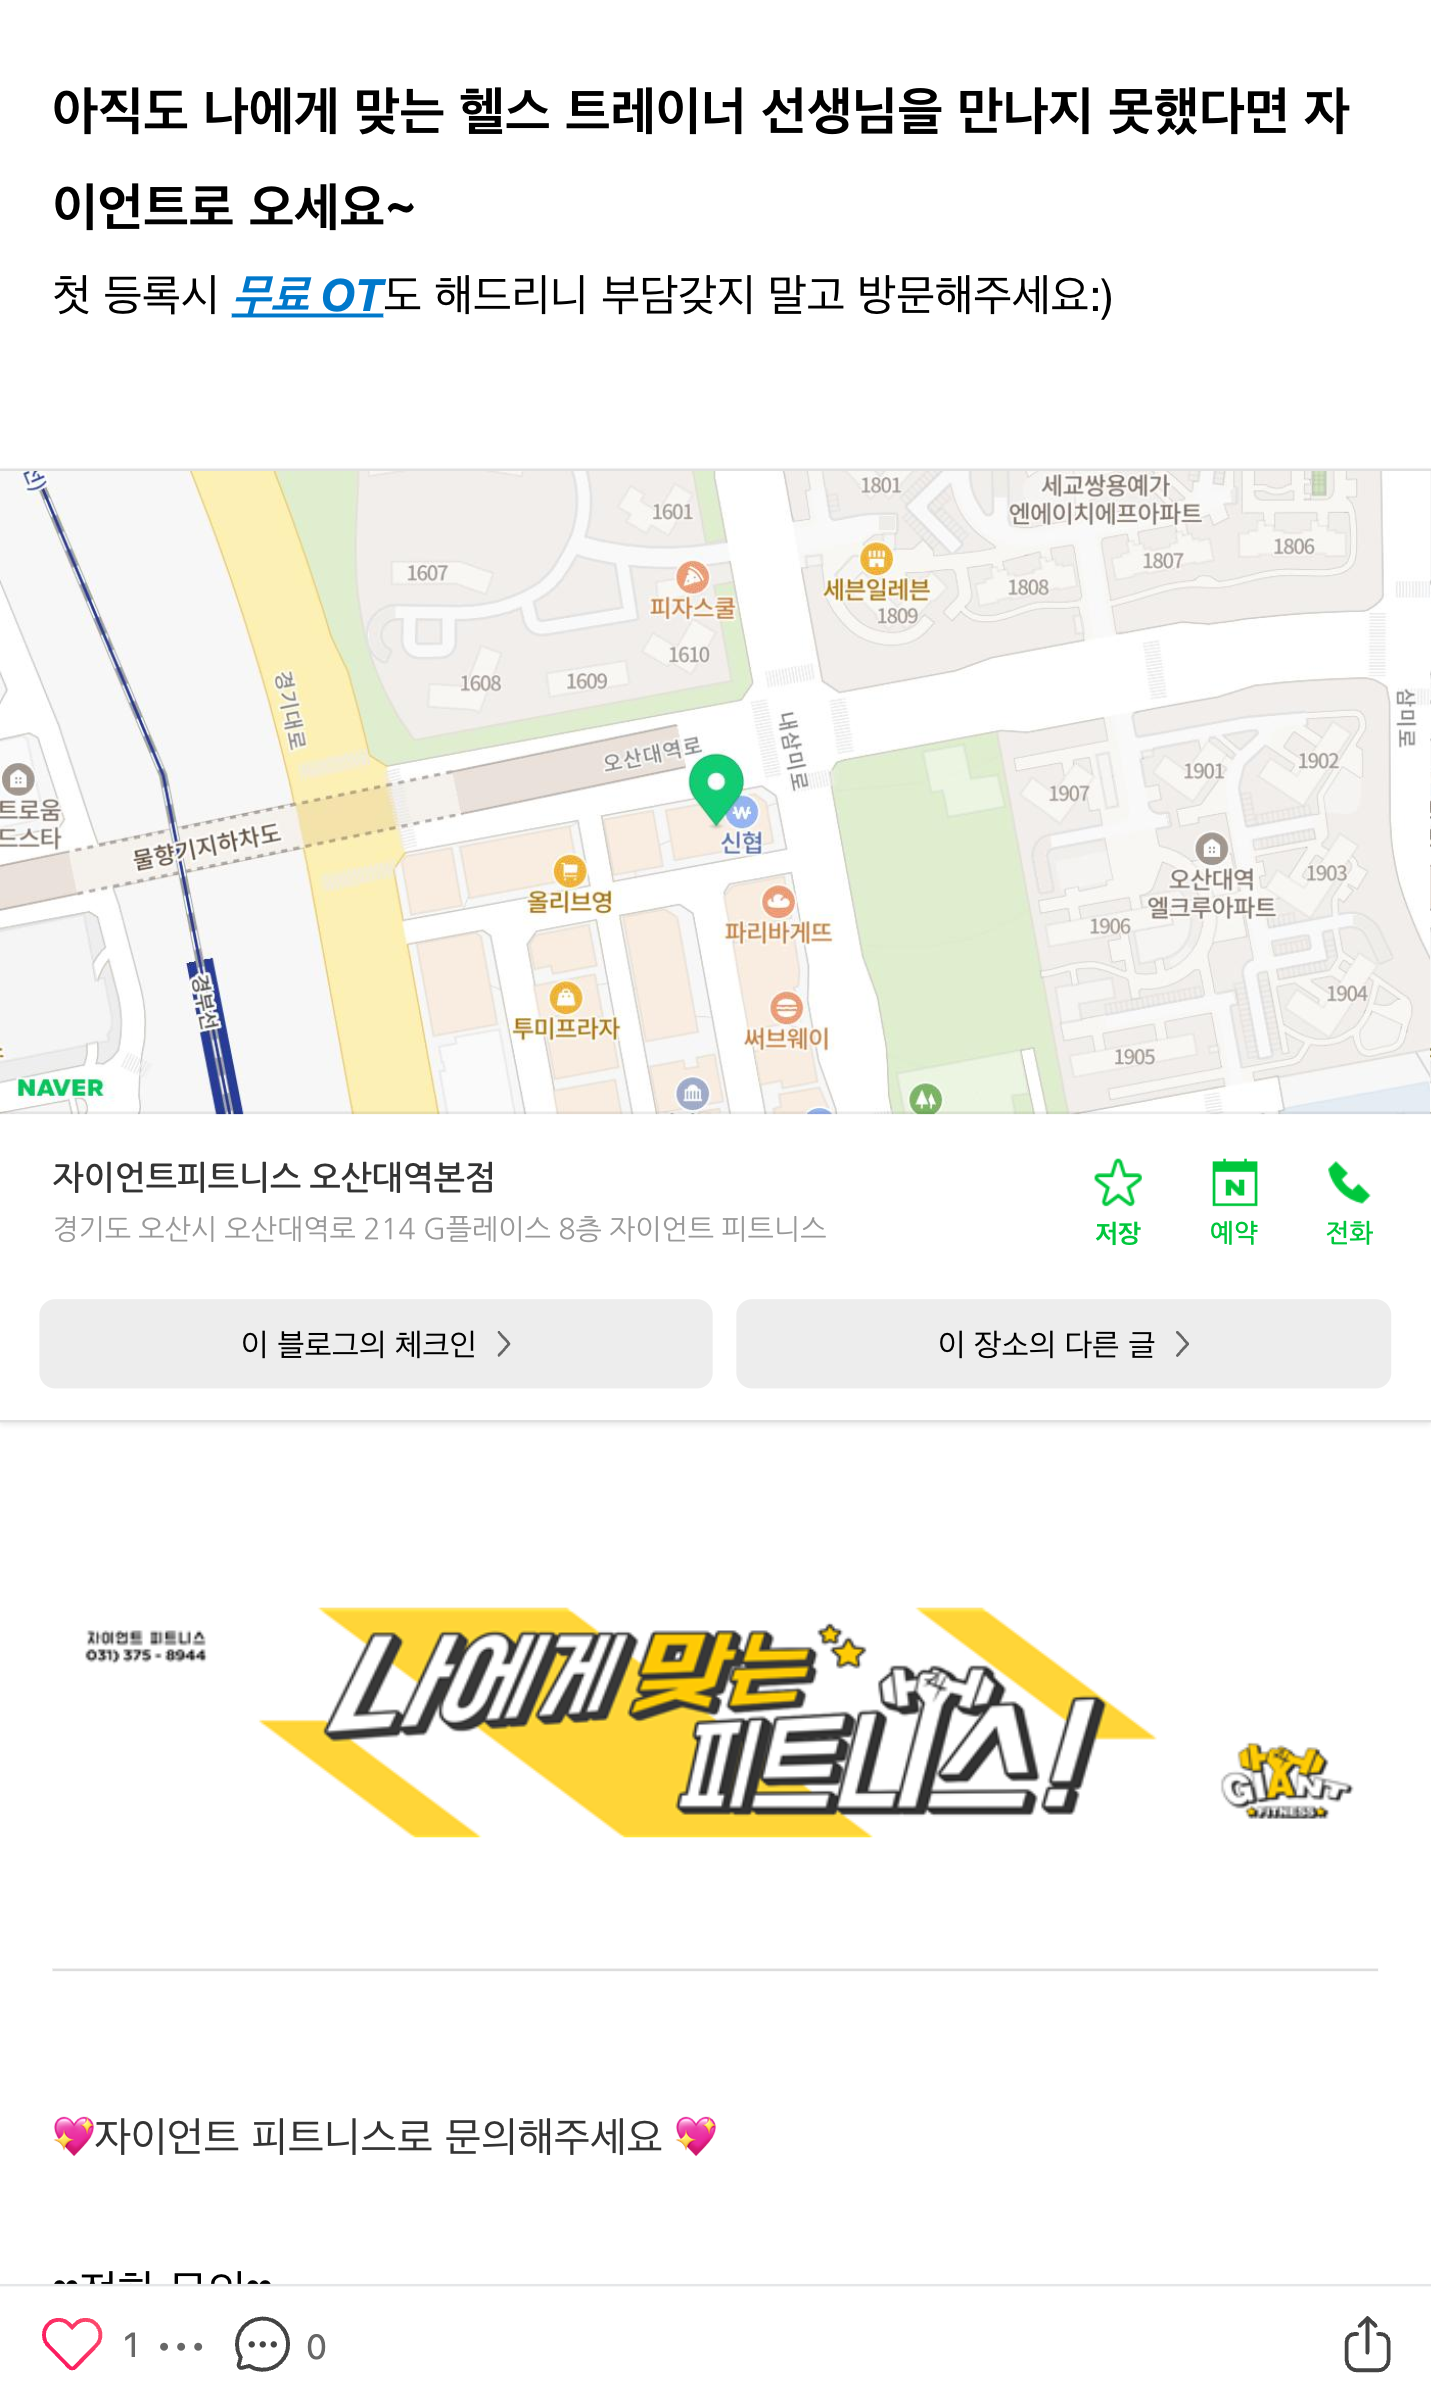 아직도 나에게 맞는 헬스 트레이너 선생님을 만나지 못했다면 자
이언트로 오세요~
첫 등록시 무료 OT도 해드리니 부담갖지 말고 방문해주세요:)
1601
1801
세교쌍용예가
엔에이치에프아파트
1607
피자스쿨
세븐일레븐
1809
1808
1807
1806
1610
1608
1609
경기대로
오산대역로
내삼미로
삼미로
트로움
드스타
물향기지하차도
신협
올리브영
파리바게뜨
1907
1901
1902
오산대역
엘크루아파트
1903
1906
경부선
투미프라자
써브웨이
1904
1905
NAVER
자이언트피트니스 오산대역본점
경기도 오산시 오산대역로 214 G플레이스 8층 자이언트 피트니스
저장
예약
전화
이 블로그의 체크인
이 장소의 다른 글
자이언트 피트니스
031) 375 - 8944
나에게 맞는
피트니스!
GIANT
FITNESS
💖자이언트 피트니스로 문의해주세요 💖
1
0